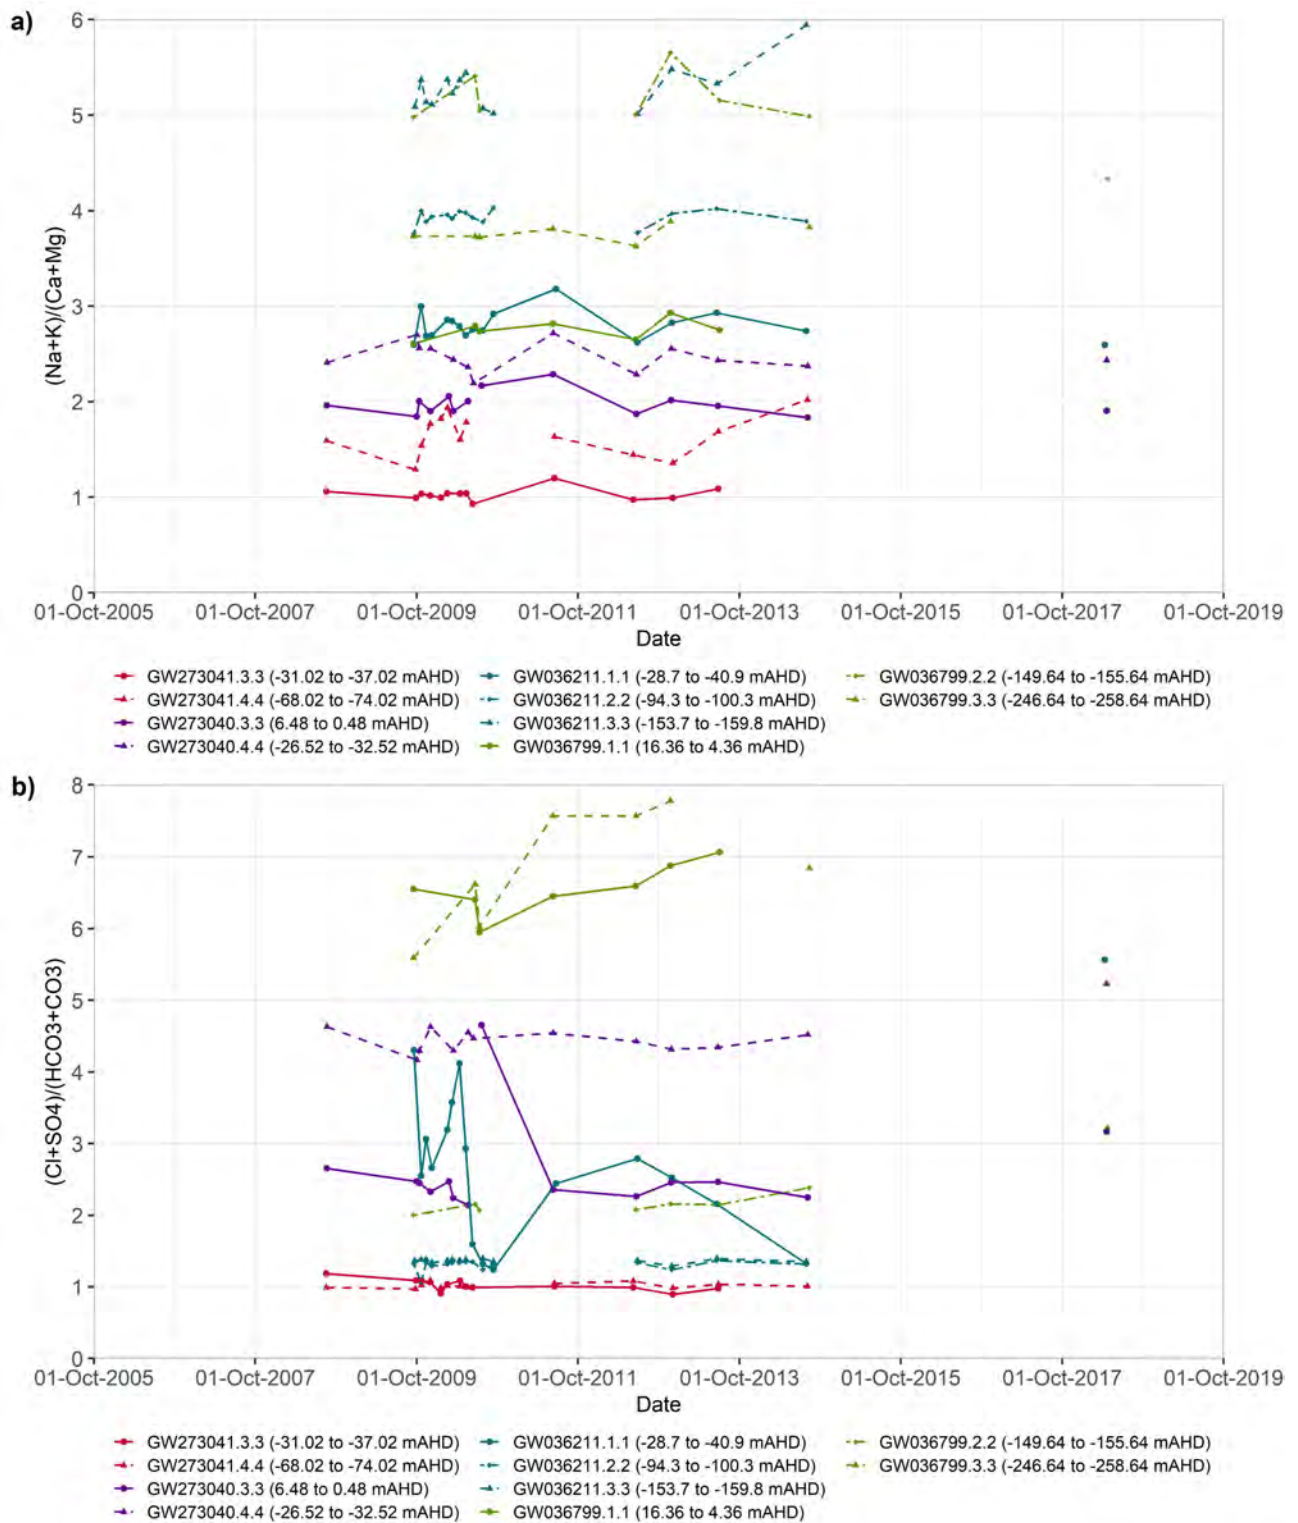 a)
6
5
4
3
2
1
0
(Na+K)/(Ca+Mg)
01-Oct-2005 01-Oct-2007 01-Oct-2009 01-Oct-2011 01-Oct-2013 01-Oct-2015 01-Oct-2017 01-Oct-2019
Date
GW273041.3.3 (-31.02 to -37.02 mAHD) GW036211.1.1 (-28.7 to -40.9 mAHD) GW036799.2.2 (-149.64 to -155.64 mAHD)
GW273041.4.4 (-68.02 to -74.02 mAHD) GW036211.2.2 (-94.3 to -100.3 mAHD) GW036799.3.3 (-246.64 to -258.64 mAHD)
GW273040.3.3 (6.48 to 0.48 mAHD) GW036211.3.3 (-153.7 to -159.8 mAHD)
GW273040.4.4 (-26.52 to -32.52 mAHD) GW036799.1.1 (16.36 to 4.36 mAHD)
b)
8
7
6
5
4
3
2
1
0
(Cl+SO4)/(HCO3+CO3)
01-Oct-2005 01-Oct-2007 01-Oct-2009 01-Oct-2011 01-Oct-2013 01-Oct-2015 01-Oct-2017 01-Oct-2019
Date
GW273041.3.3 (-31.02 to -37.02 mAHD) GW036211.1.1 (-28.7 to -40.9 mAHD) GW036799.2.2 (-149.64 to -155.64 mAHD)
GW273041.4.4 (-68.02 to -74.02 mAHD) GW036211.2.2 (-94.3 to -100.3 mAHD) GW036799.3.3 (-246.64 to -258.64 mAHD)
GW273040.3.3 (6.48 to 0.48 mAHD) GW036211.3.3 (-153.7 to -159.8 mAHD)
GW273040.4.4 (-26.52 to -32.52 mAHD) GW036799.1.1 (16.36 to 4.36 mAHD)